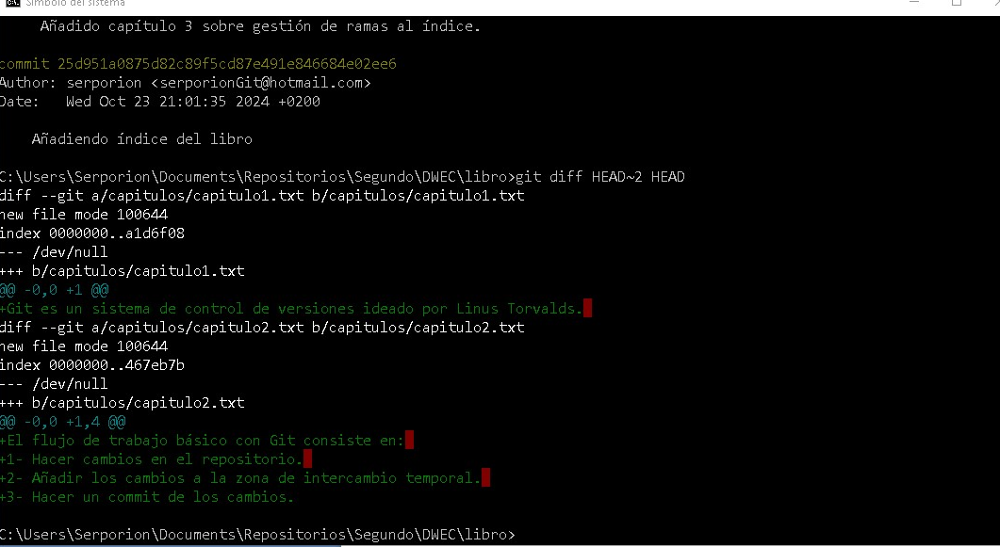 Símbolo del sistema
Añadido capítulo 3 sobre gestión de ramas al índice.
commit 25d951a0875d82c89f5cd87e491e846684e02ee6
Author: serporion <serporionGit@hotmail.com>
Date:   Wed Oct 23 21:01:35 2024 +0200
Añadiendo índice del libro
C:\Users\Serporion\Documents\Repositorios\Segundo\DWEC\libro>git diff HEAD~2 HEAD
diff --git a/capitulos/capitulo1.txt b/capitulos/capitulo1.txt
new file mode 100644
index 0000000..a1d6f08
--- /dev/null
+++ b/capitulos/capitulo1.txt
@@ -0,0 +1 @@
+Git es un sistema de control de versiones ideado por Linus Torvalds.
diff --git a/capitulos/capitulo2.txt b/capitulos/capitulo2.txt
new file mode 100644
index 0000000..467eb7b
--- /dev/null
+++ b/capitulos/capitulo2.txt
@@ -0,0 +1,4 @@
+El flujo de trabajo básico con Git consiste en:
+1- Hacer cambios en el repositorio.
+2- Añadir los cambios a la zona de intercambio temporal.
+3- Hacer un commit de los cambios.
C:\Users\Serporion\Documents\Repositorios\Segundo\DWEC\libro>